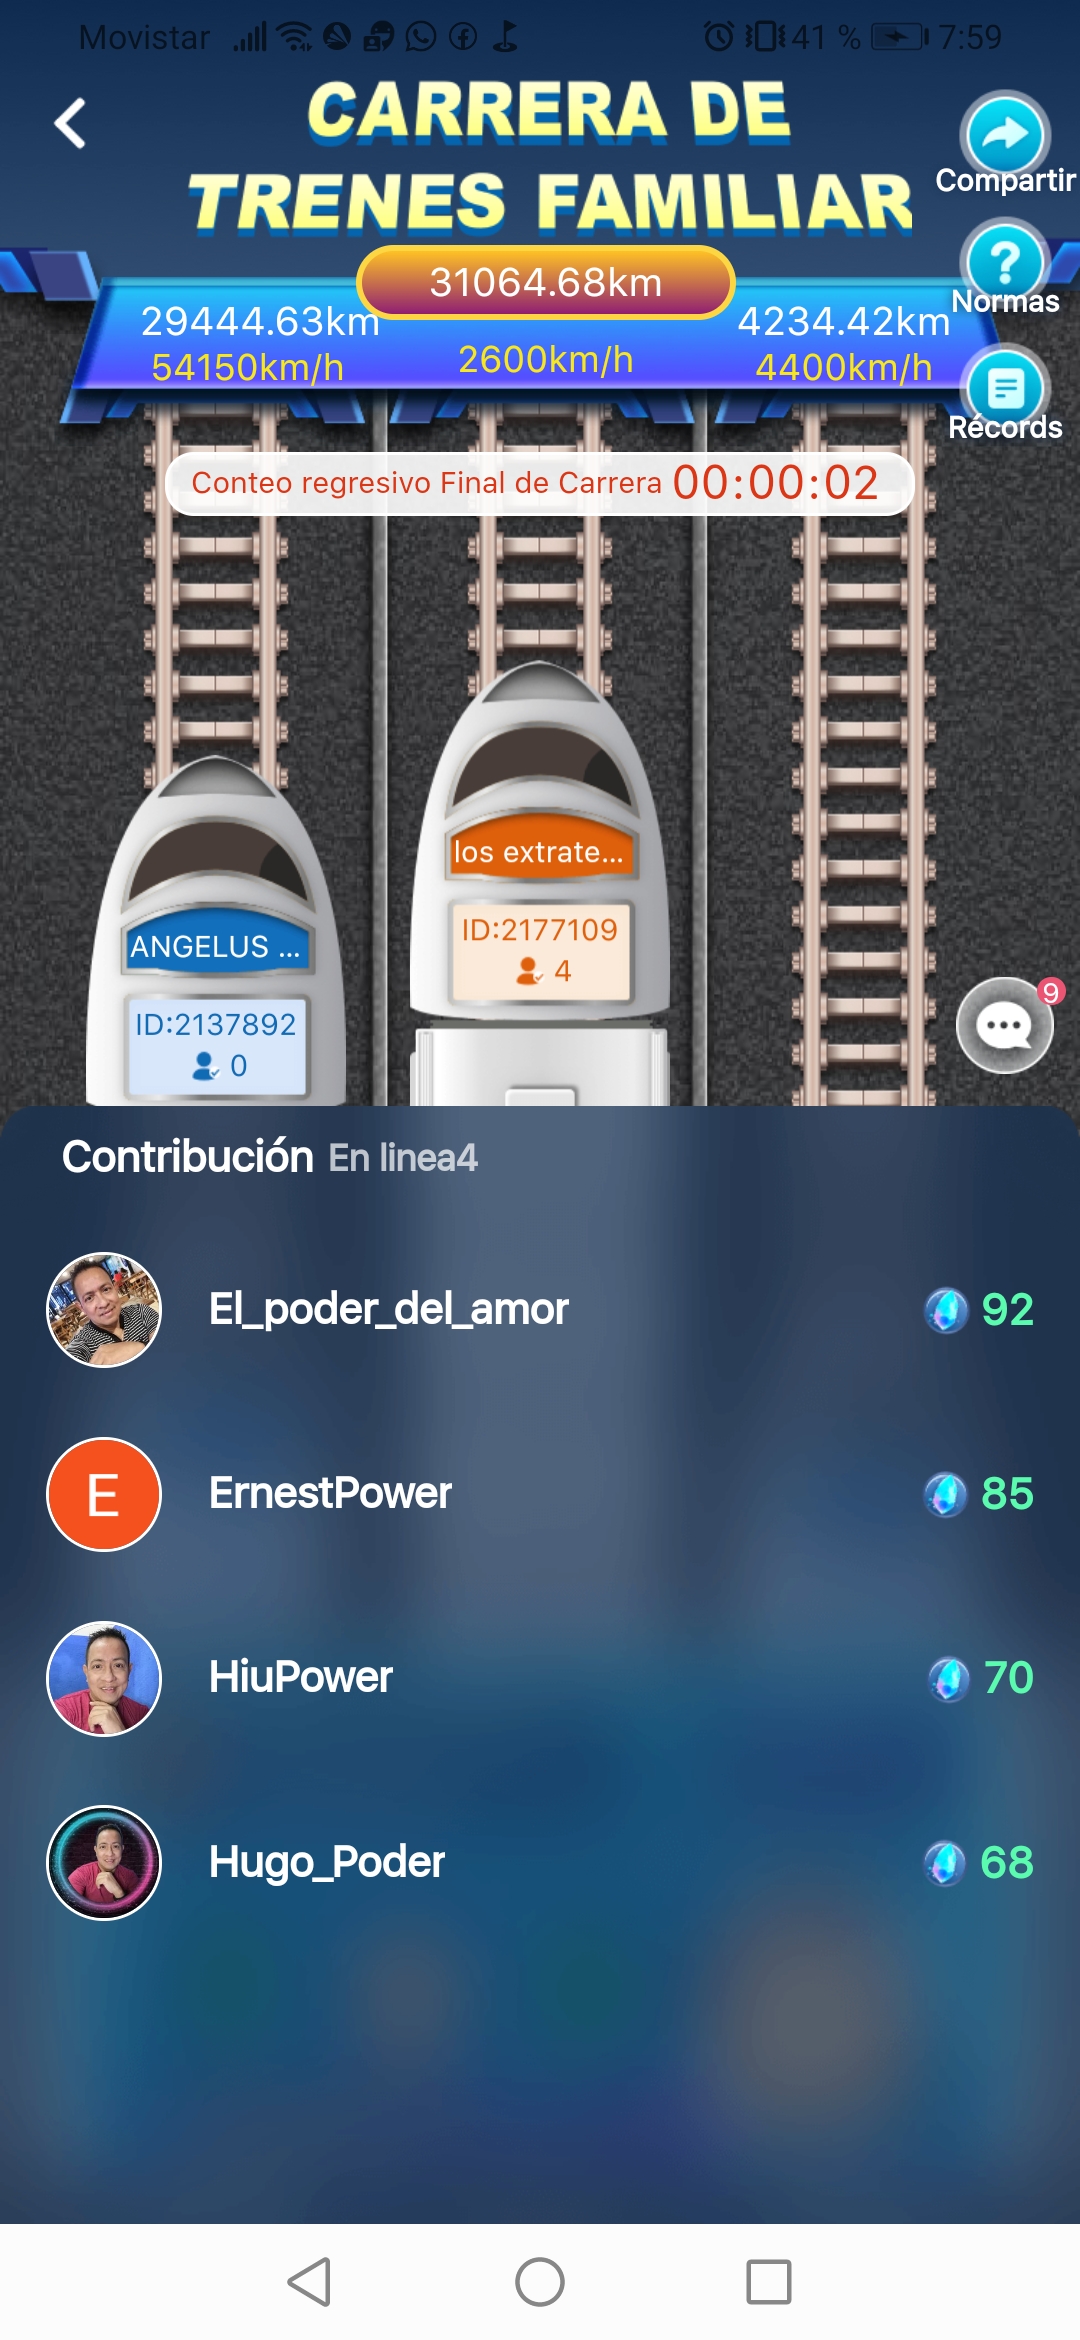 Movistar 41 % 7:59
CARRERA DE
TRENES FAMILIAR
Compartir
Normas
Récords
31064.68km
29444.63km
4234.42km
54150km/h
2600km/h
4400km/h
Conteo regresivo Final de Carrera 00:00:02
los extrate...
ID:2177109
4
ANGELUS ...
ID:2137892
0
9
Contribución En linea4
El_poder_del_amor 92
E
ErnestPower 85
HiuPower 70
Hugo_Poder 68